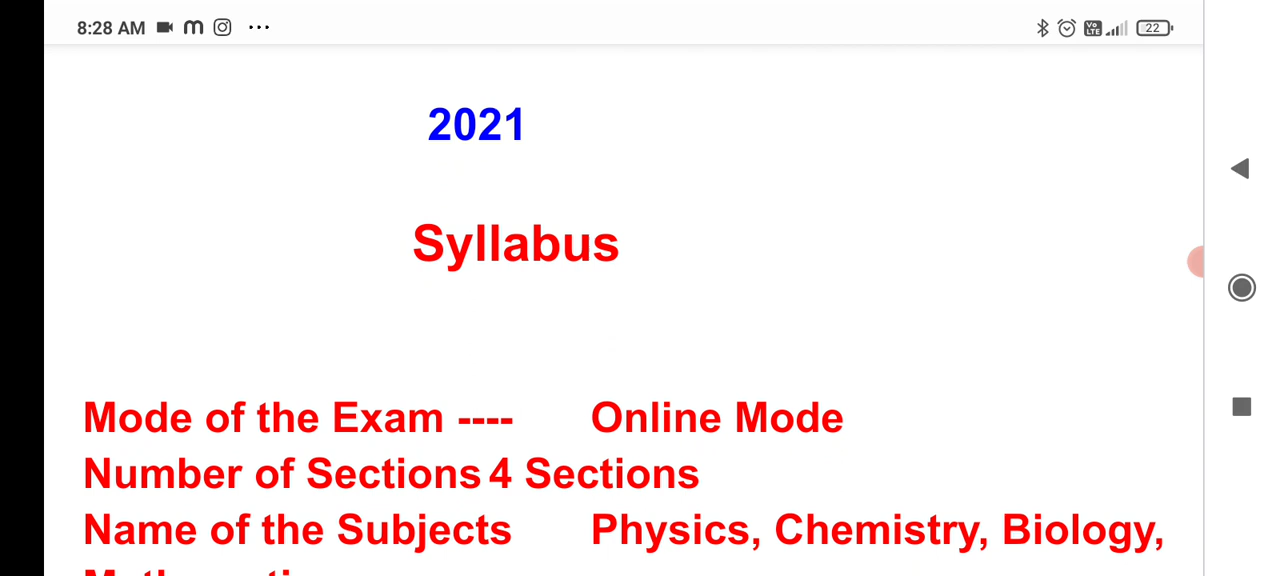 8:28 AM
22
2021
Syllabus
Mode of the Exam ---- Online Mode
Number of Sections 4 Sections
Name of the Subjects Physics, Chemistry, Biology,